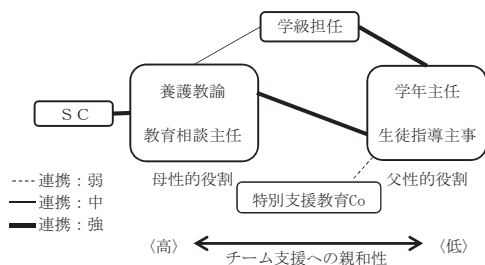 学級担任
養護教諭
学年主任
ＳＣ
教育相談主任
生徒指導主事
連携：弱
母性的役割
父性的役割
連携：中
特別支援教育Co
連携：強
〈高〉
〈低〉
チーム支援への親和性